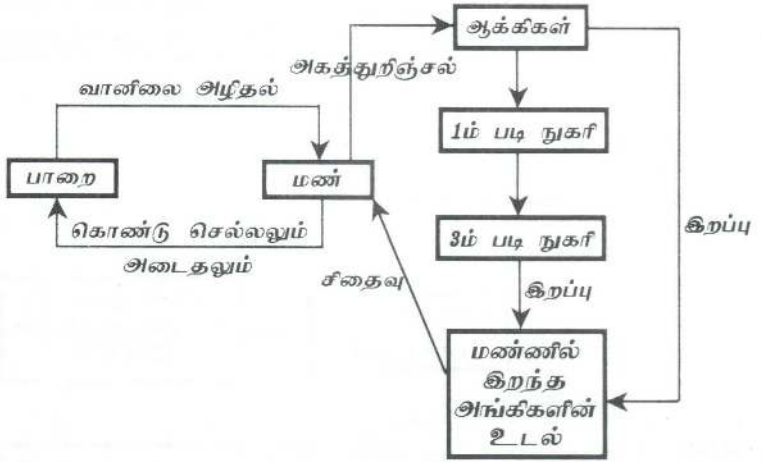 ஆக்கிகள்
அகத்துறிஞ்சல்
வானிலை அழிதல்
1ம் படி நுகரி
பாறை
மண்
இறப்பு
கொண்டு செல்லலும்
அடைதலும்
3ம் படி நுகரி
சிதைவு
இறப்பு
மண்ணில்
இறந்த
அங்கிகளின்
உடல்